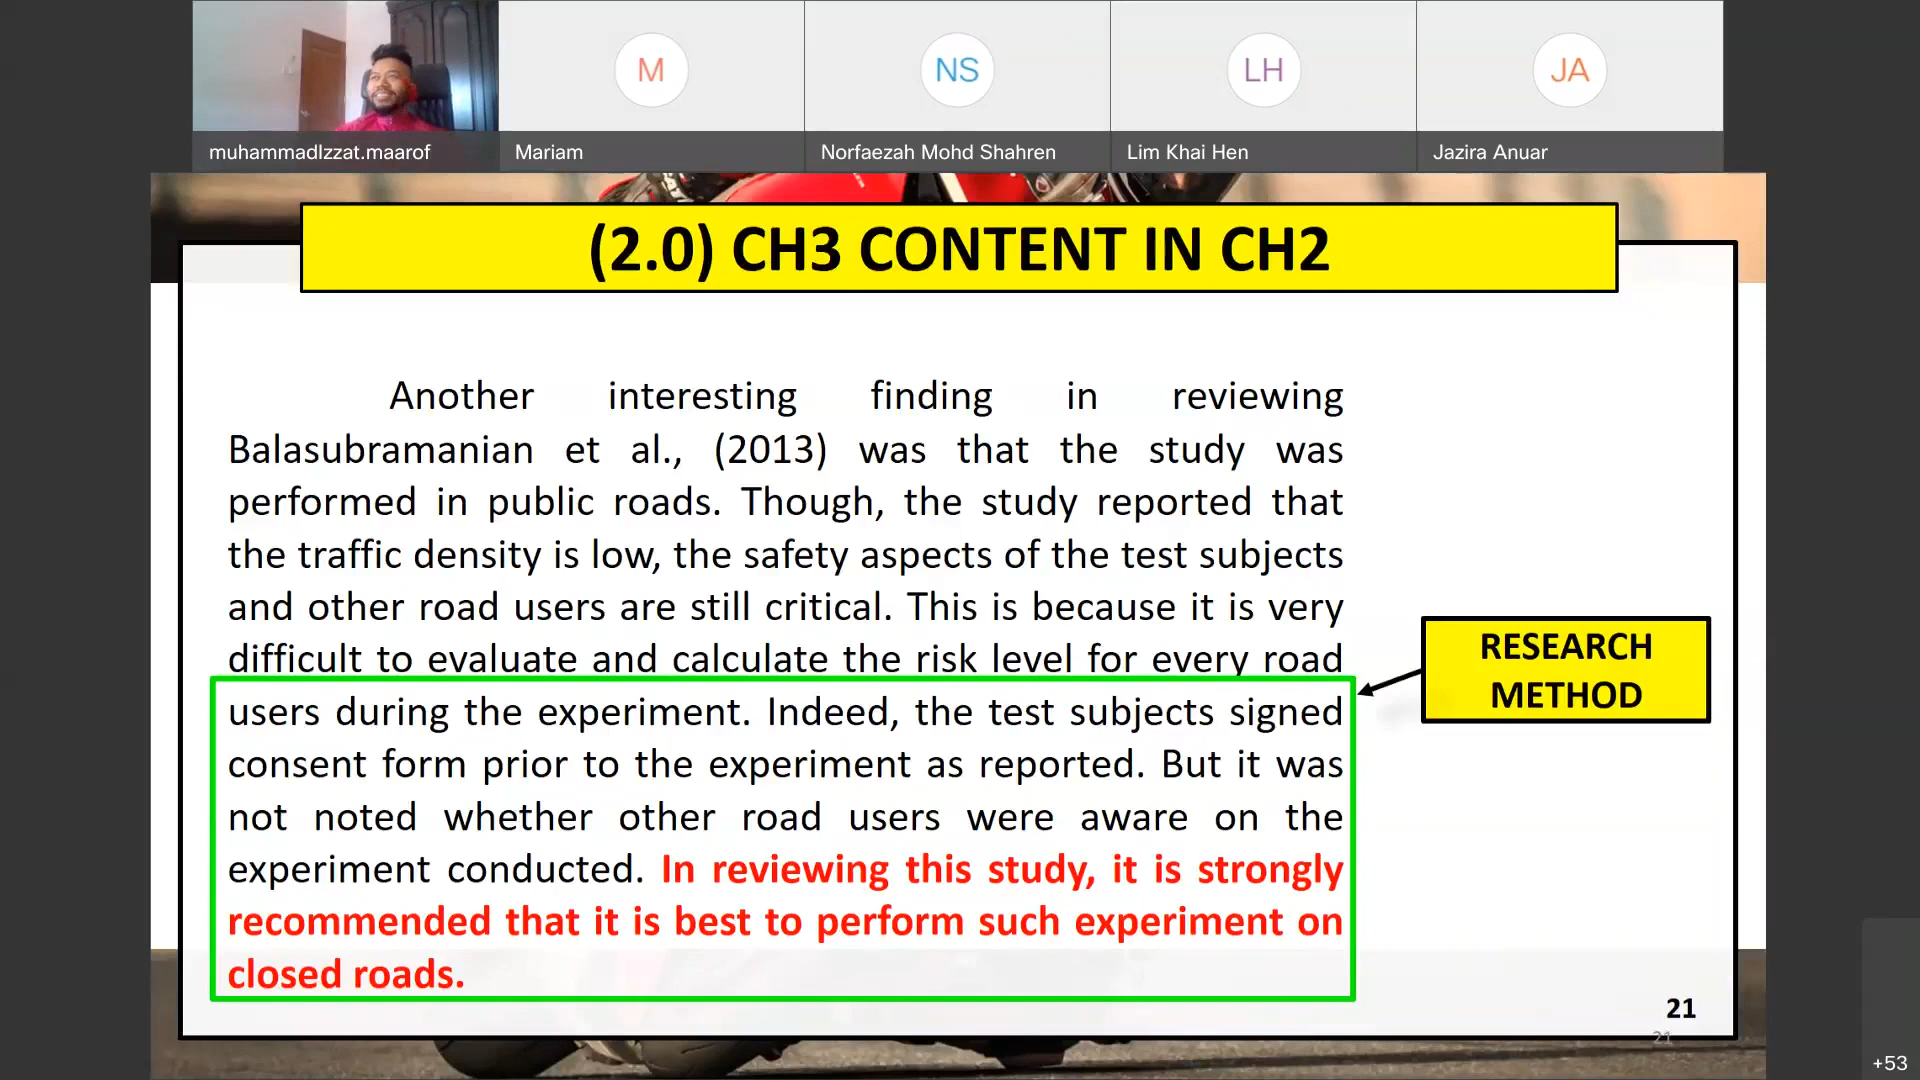 M
NS
LH
JA
muhammadIzzat.maarof
Mariam
Norfaezah Mohd Shahren
Lim Khai Hen
Jazira Anuar
(2.0) CH3 CONTENT IN CH2
Another interesting finding in reviewing
Balasubramanian et al., (2013) was that the study was
performed in public roads. Though, the study reported that
the traffic density is low, the safety aspects of the test subjects
and other road users are still critical. This is because it is very
difficult to evaluate and calculate the risk level for every road
users during the experiment. Indeed, the test subjects signed
consent form prior to the experiment as reported. But it was
not noted whether other road users were aware on the
experiment conducted. In reviewing this study, it is strongly
recommended that it is best to perform such experiment on
closed roads.
RESEARCH
METHOD
21
21
+53